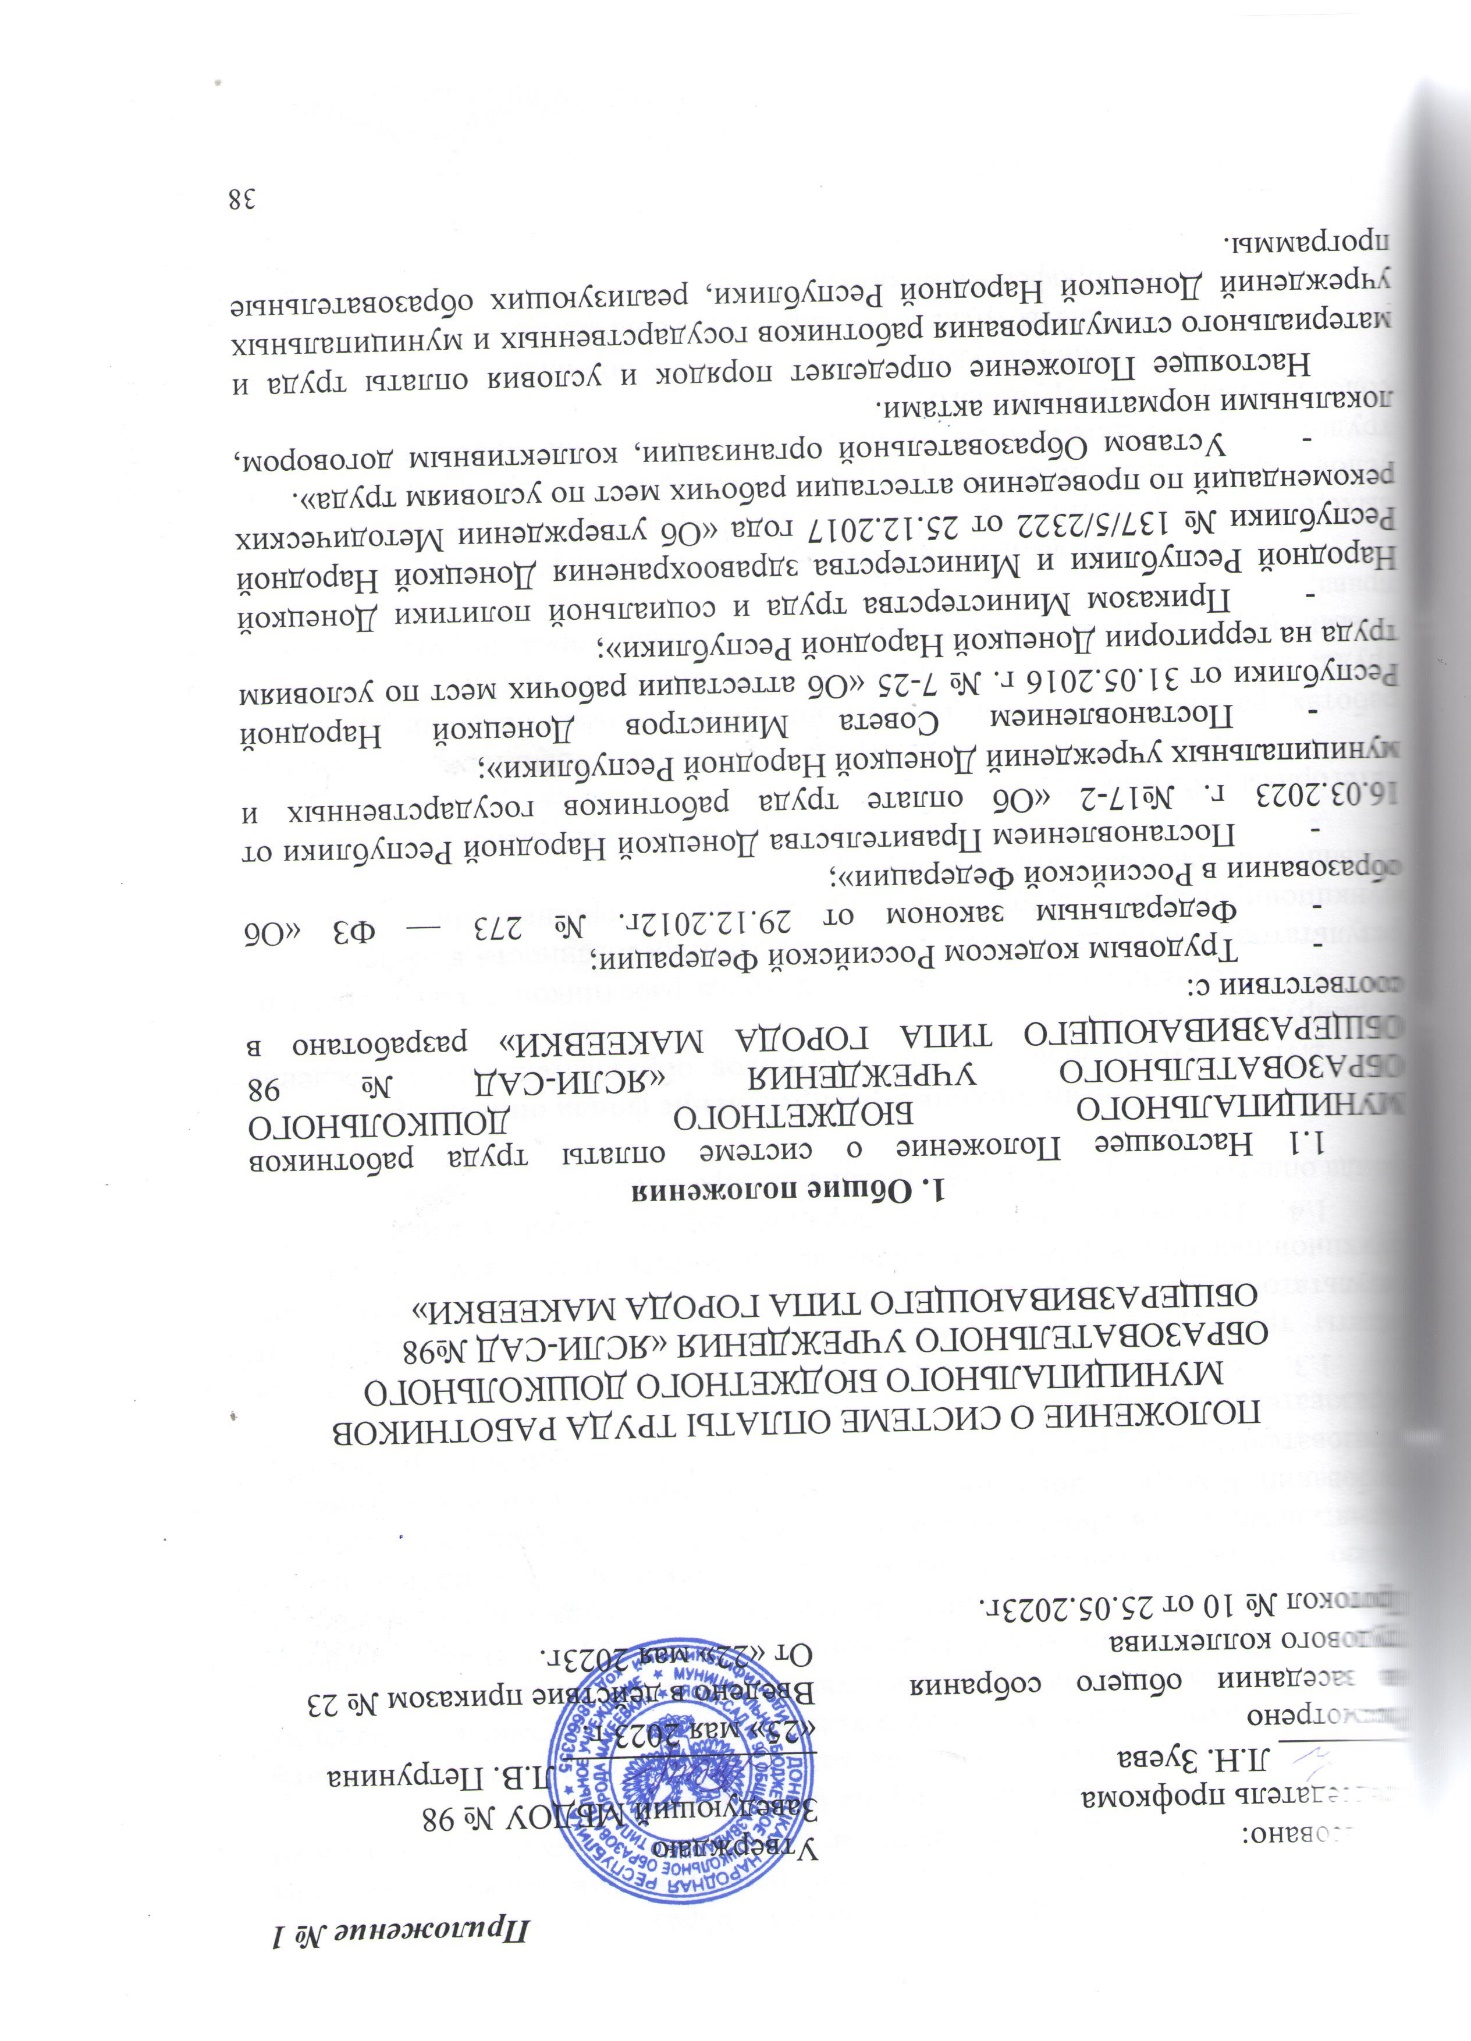 Приложение № 1
Утверждаю
Заведующий МБДОУ № 98
Л.В. Петрунина
«25» мая 2023 г.
Введено в действие приказом № 23
От «22» мая 2023г.
профкома
Л.Н. Зуева
заседании общего собрания
коллектива
Протокол № 10 от 25.05.2023г.
ПОЛОЖЕНИЕ О СИСТЕМЕ ОПЛАТЫ ТРУДА РАБОТНИКОВ
МУНИЦИПАЛЬНОГО БЮДЖЕТНОГО ДОШКОЛЬНОГО
ОБРАЗОВАТЕЛЬНОГО УЧРЕЖДЕНИЯ «ЯСЛИ-САД №98
ОБЩЕРАЗВИВАЮЩЕГО ТИПА ГОРОДА МАКЕЕВКИ»
1. Общие положения
1.1 Настоящее Положение о системе оплаты труда работников
МУНИЦИПАЛЬНОГО БЮДЖЕТНОГО ДОШКОЛЬНОГО
ОБРАЗОВАТЕЛЬНОГО УЧРЕЖДЕНИЯ «ЯСЛИ-САД № 98
ОБЩЕРАЗВИВАЮЩЕГО ТИПА ГОРОДА МАКЕЕВКИ» разработано в
соответствии с:
- Трудовым кодексом Российской Федерации;
- Федеральным законом от 29.12.2012г. № 273 — ФЗ «Об
образовании в Российской Федерации»;
- Постановлением Правительства Донецкой Народной Республики от
16.03.2023 г. №17-2 «Об оплате труда работников государственных и
муниципальных учреждений Донецкой Народной Республики»;
- Постановлением Совета Министров Донецкой Народной
Республики от 31.05.2016 г. № 7-25 «Об аттестации рабочих мест по условиям
труда на территории Донецкой Народной Республики»;
- Приказом Министерства труда и социальной политики Донецкой
Народной Республики и Министерства здравоохранения Донецкой Народной
Республики № 137/5/2322 от 25.12.2017 года «Об утверждении Методических
рекомендаций по проведению аттестации рабочих мест по условиям труда».
- Уставом Образовательной организации, коллективным договором,
локальными нормативными актами.
Настоящее Положение определяет порядок и условия оплаты труда и
материального стимулирования работников государственных и муниципальных
учреждений Донецкой Народной Республики, реализующих образовательные
программы.
38